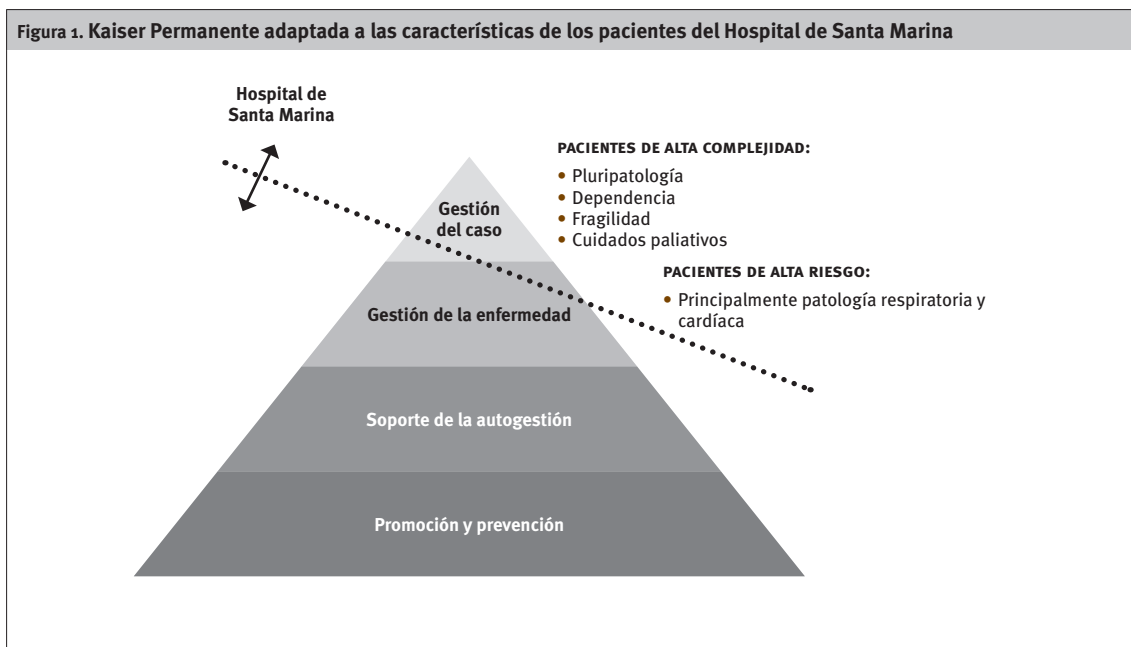 Figura 1. Kaiser Permanente adaptada a las características de los pacientes del Hospital de Santa Marina
Hospital de
Santa Marina
PACIENTES DE ALTA COMPLEJIDAD:
• Pluripatología
• Dependencia
• Fragilidad
• Cuidados paliativos
Gestión
del caso
PACIENTES DE ALTA RIESGO:
• Principalmente patología respiratoria y
cardíaca
Gestión de la enfermedad
Soporte de la autogestión
Promoción y prevención